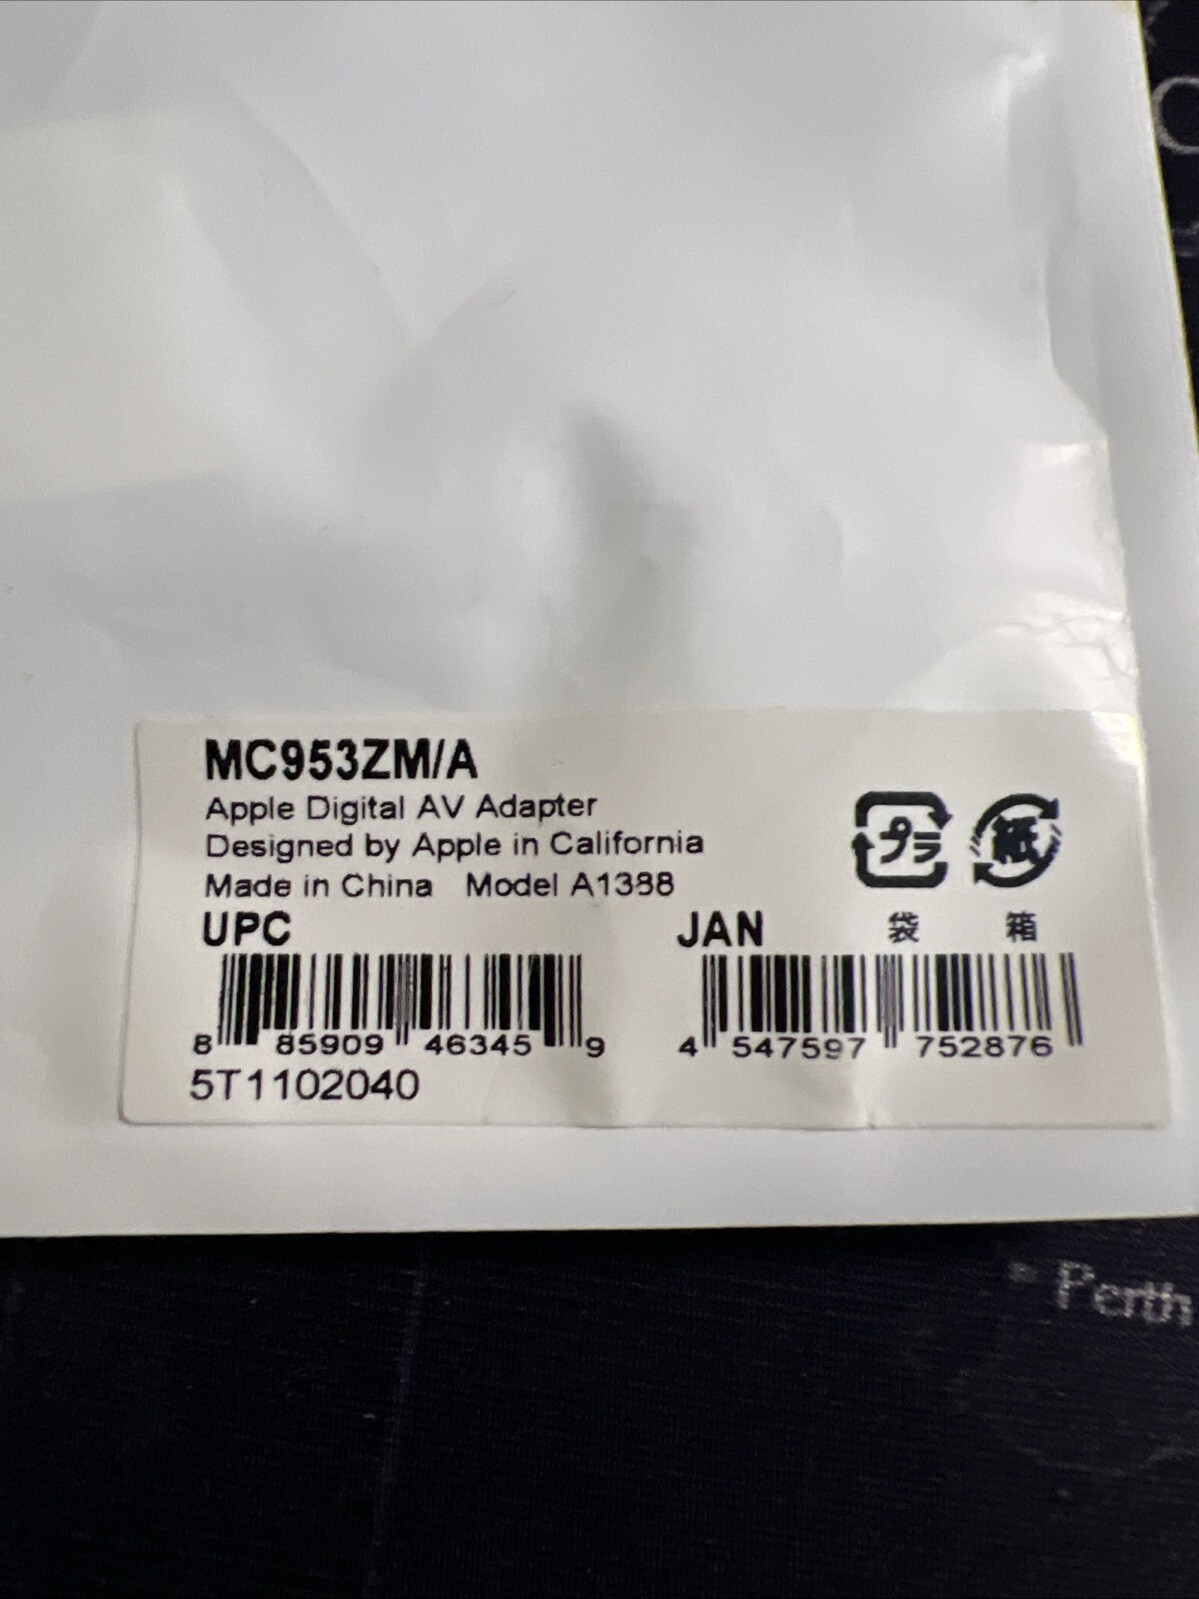 MC953ZM/A
Apple Digital AV Adapter
Designed by Apple in California
Made in China Model A1388
UPC
JAN
プラ
紙
袋
箱
8 85909 46345 9
4 547597 752876
5T1102040
Perth